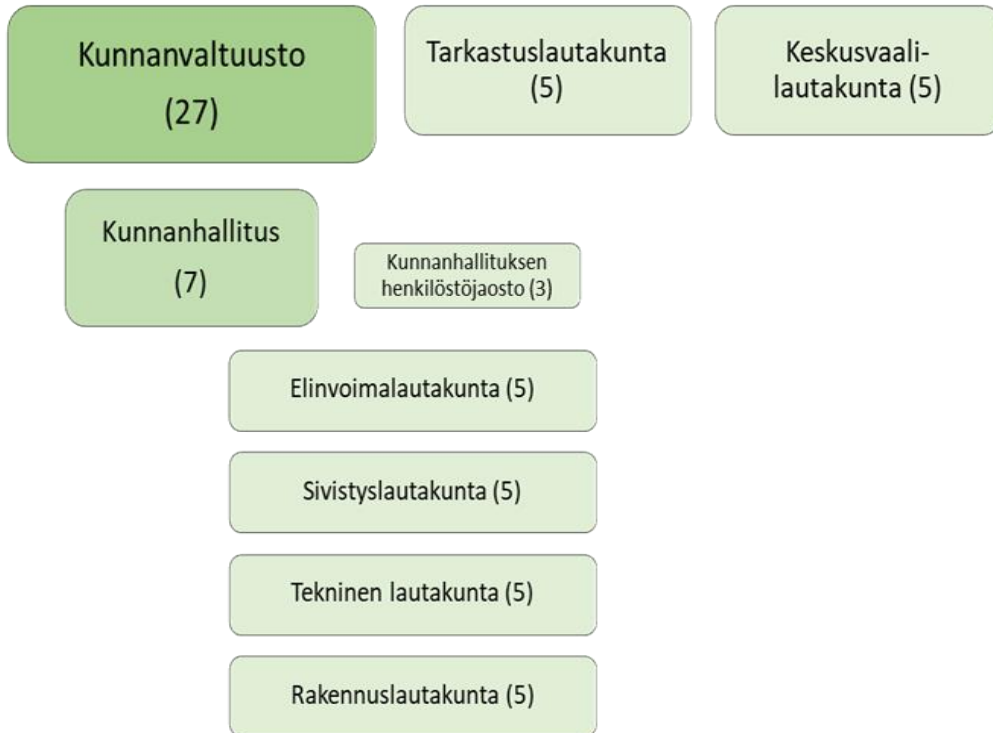 Kunnanvaltuusto
(27)
Tarkastuslautakunta
(5)
Keskusvaali-
lautakunta (5)
Kunnanhallitus
(7)
Kunnanhallituksen
henkilöstöjaosto (3)
Elinvoimalautakunta (5)
Sivistyslautakunta (5)
Tekninen lautakunta (5)
Rakennuslautakunta (5)